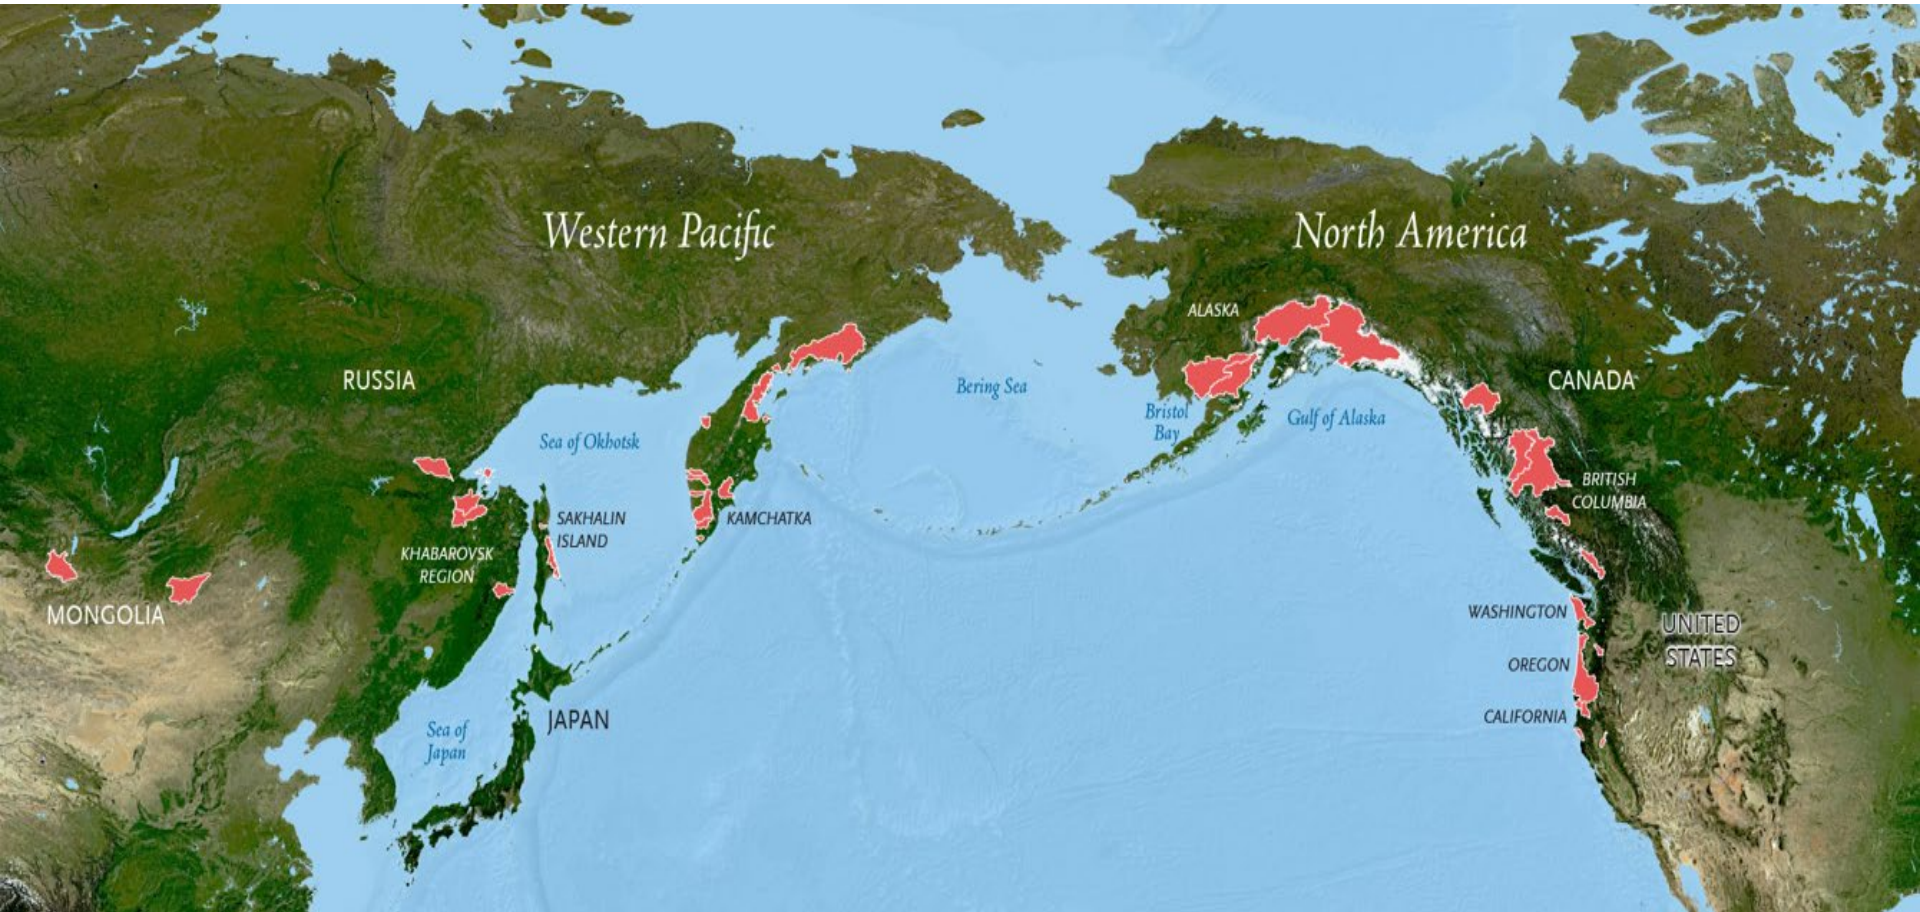 Western Pacific
North America
ALASKA
RUSSIA
CANADA
Bering Sea
Bristol
Bay
Gulf of Alaska
Sea of Okhotsk
BRITISH
COLUMBIA
SAKHALIN
ISLAND
KAMCHATKA
KHABAROVSK
REGION
MONGOLIA
WASHINGTON
UNITED
STATES
OREGON
CALIFORNIA
JAPAN
Sea of
Japan